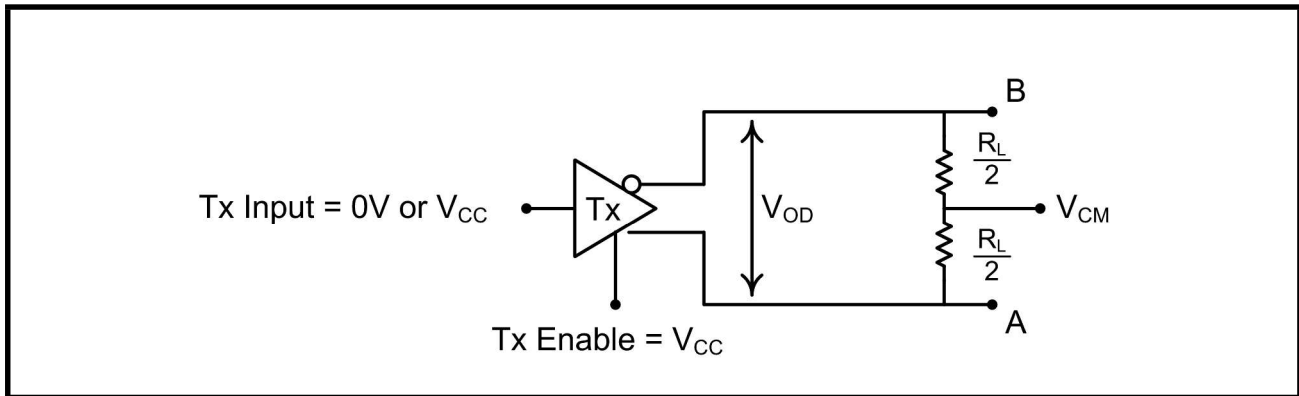 B
R_L
2
Tx Input = 0V or V_CC
Tx
V_OD
V_CM
R_L
2
A
Tx Enable = V_CC